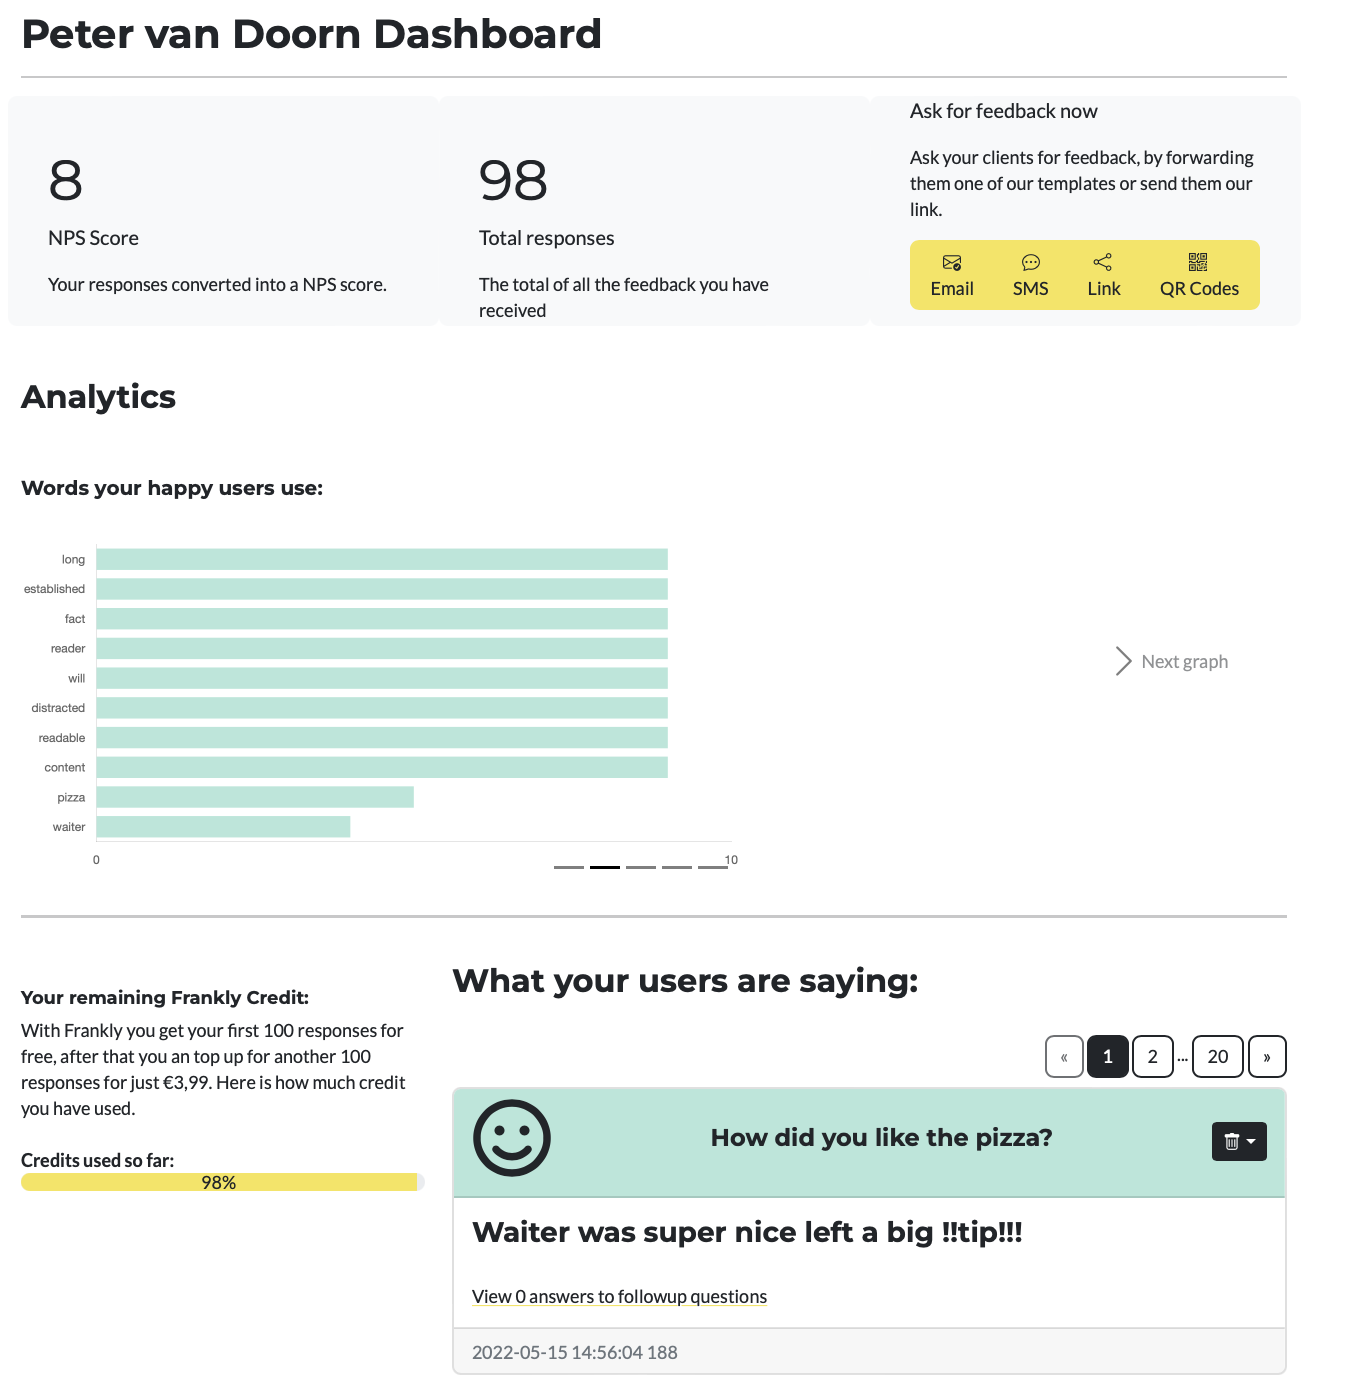 Peter van Doorn Dashboard
8
NPS Score
Your responses converted into a NPS score.
98
Total responses
The total of all the feedback you have
received
Ask for feedback now
Ask your clients for feedback, by forwarding
them one of our templates or send them our
link.
Email SMS Link QR Codes
Analytics
Words your happy users use:
long
established
fact
reader
will
distracted
readable
content
pizza
waiter
0 10
Next graph
Your remaining Frankly Credit:
With Frankly you get your first 100 responses for
free, after that you an top up for another 100
responses for just €3,99. Here is how much credit
you have used.
Credits used so far:
98%
What your users are saying:
« 1 2 ... 20 »
How did you like the pizza?
Waiter was super nice left a big !!tip!!!
View 0 answers to followup questions
2022-05-15 14:56:04 188